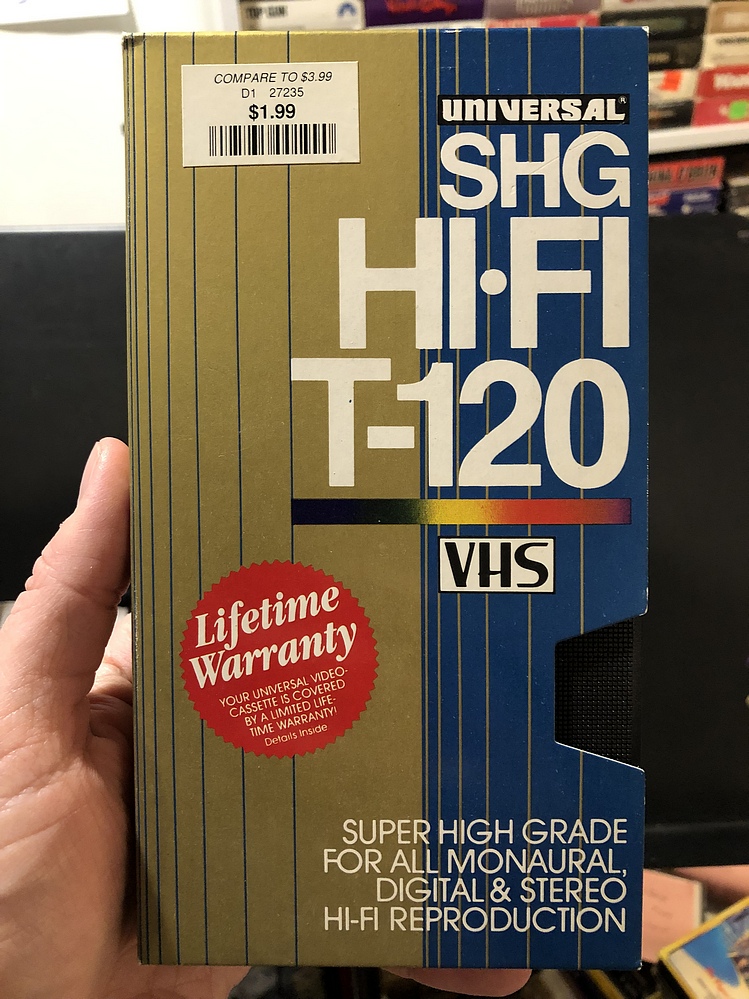 TOP GUN
COMPARE TO $3.99
D1 27235
$1.99
UNIVERSAL®
SHG
HI•FI
T-120
VHS
Lifetime
Warranty
YOUR UNIVERSAL VIDEO-
CASSETTE IS COVERED
BY A LIMITED LIFE-
TIME WARRANTY!
Details Inside
SUPER HIGH GRADE
FOR ALL MONAURAL,
DIGITAL & STEREO
HI-FI REPRODUCTION